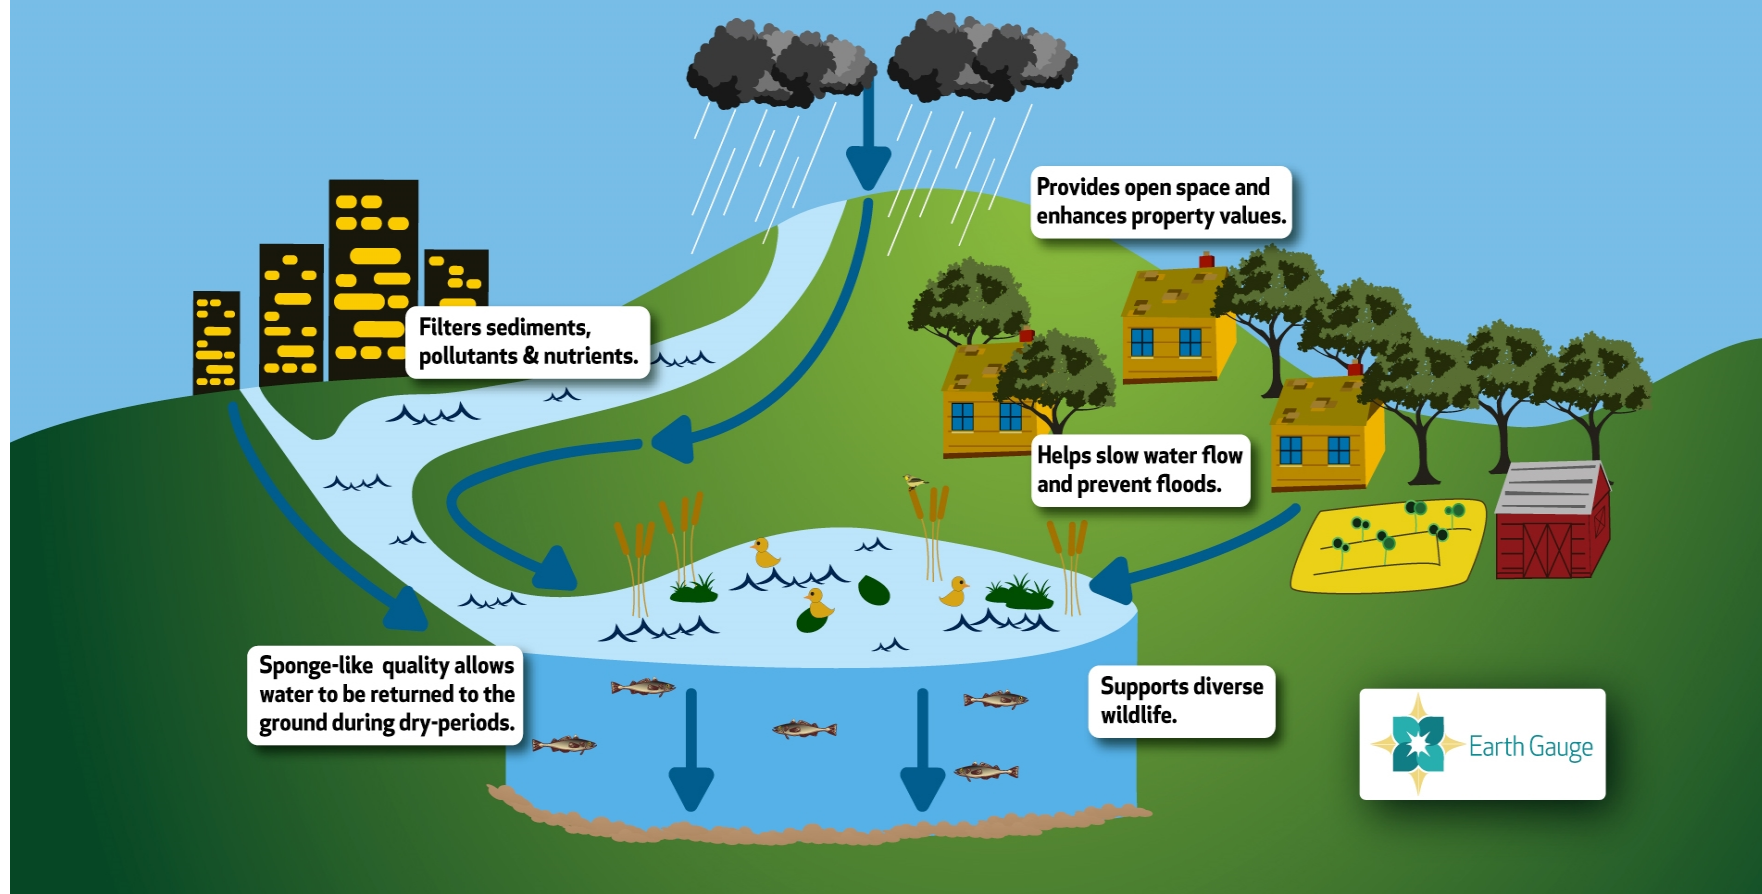 Provides open space and
enhances property values.
Filters sediments,
pollutants & nutrients.
Helps slow water flow
and prevent floods.
Sponge-like quality allows
water to be returned to the
ground during dry-periods.
Supports diverse
wildlife.
Earth Gauge